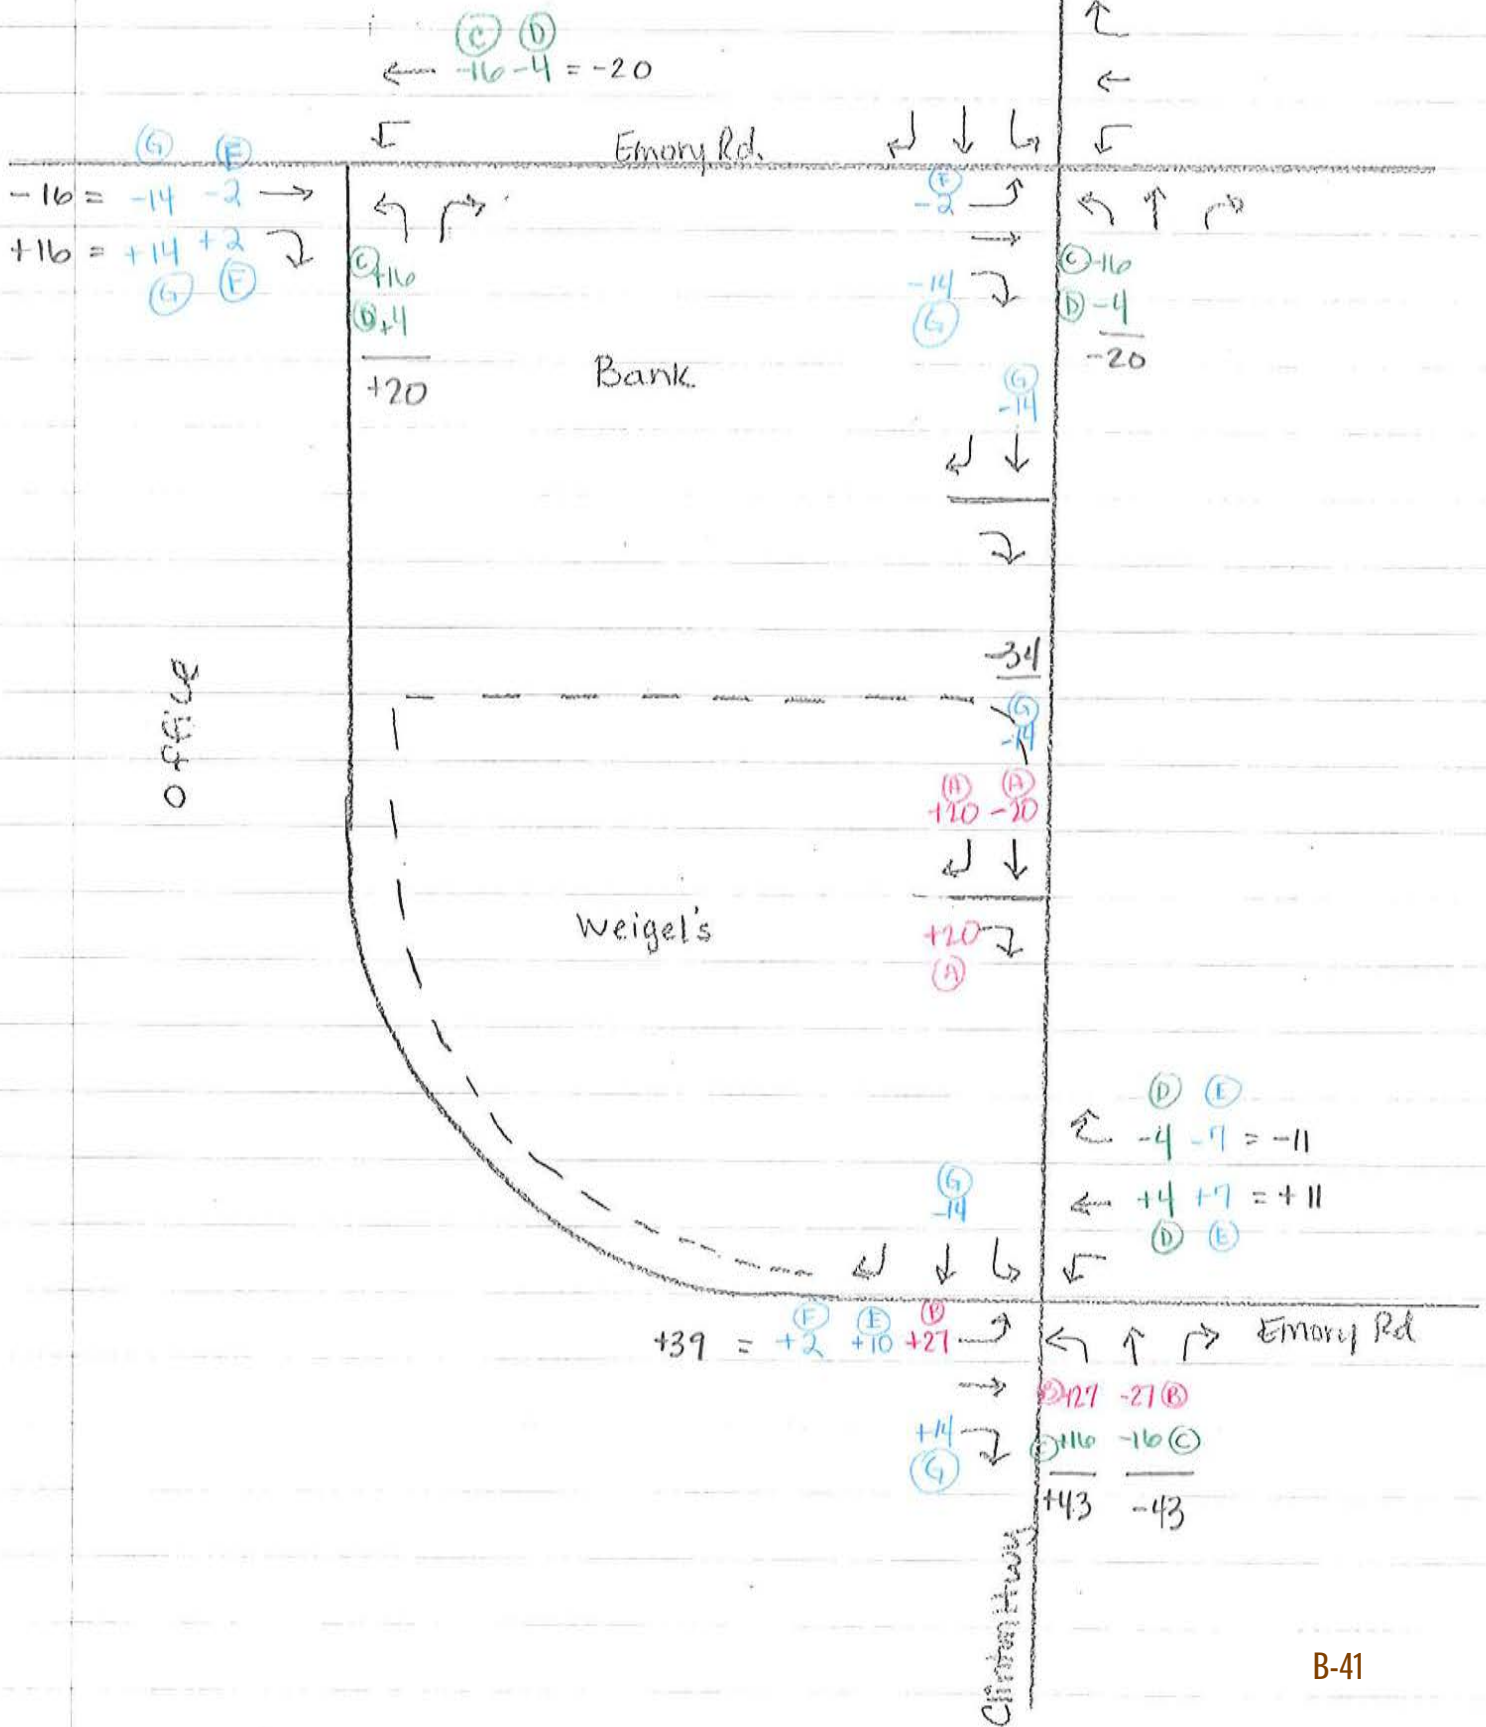 Ⓒ Ⓓ
-16 -4 = -20
Emory Rd.
Ⓖ Ⓔ
-16 = -14 -2
+16 = +14 +2
Ⓖ Ⓕ
Ⓒ +16
Ⓓ +4
+20
Ⓕ
-2
-14
Ⓖ
Ⓒ -16
Ⓓ -4
-20
Bank
Ⓖ
-14
office
-34
Ⓖ
-14
Ⓐ Ⓐ
+20 -20
Weigel's
+20
Ⓐ
Ⓓ Ⓔ
-4 -7 = -11
+4 +7 = +11
Ⓓ Ⓔ
Ⓖ
-14
Ⓕ Ⓔ Ⓑ
+39 = +2 +10 +27
Emory Rd
+14
Ⓖ
Ⓑ +27 -27 Ⓑ
Ⓒ +16 -16 Ⓒ
+43 -43
Clinton Hwy
B-41